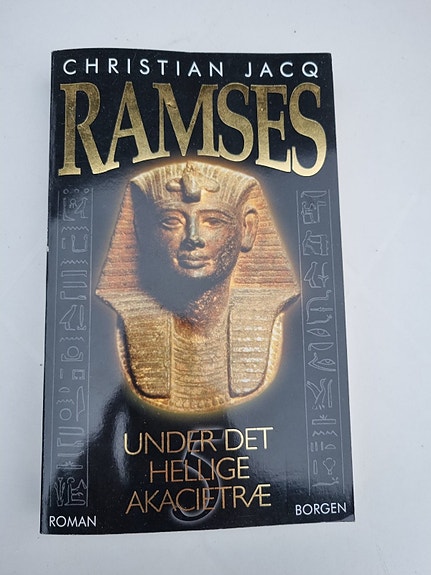 CHRISTIAN JACQ
RAMSES
5
UNDER DET
HELLIGE
AKACIETRÆ
ROMAN
BORGEN